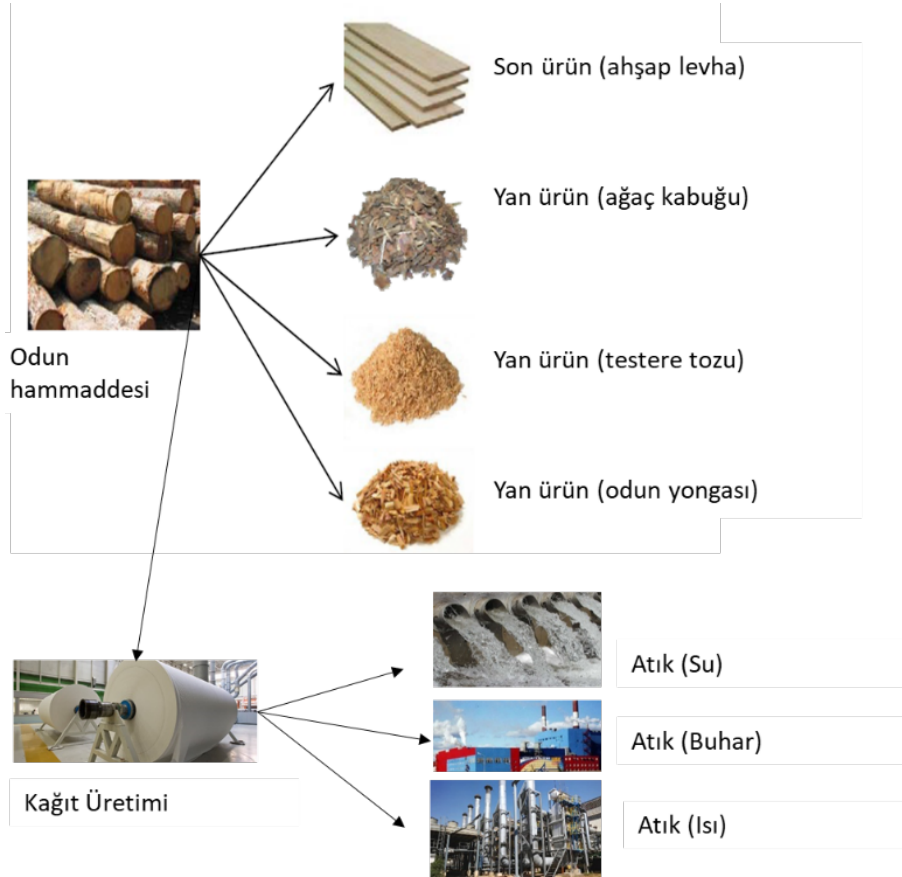 Son ürün (ahşap levha)
Yan ürün (ağaç kabuğu)
Odun
hammaddesi
Yan ürün (testere tozu)
Yan ürün (odun yongası)
Atık (Su)
Atık (Buhar)
Kağıt Üretimi
Atık (Isı)